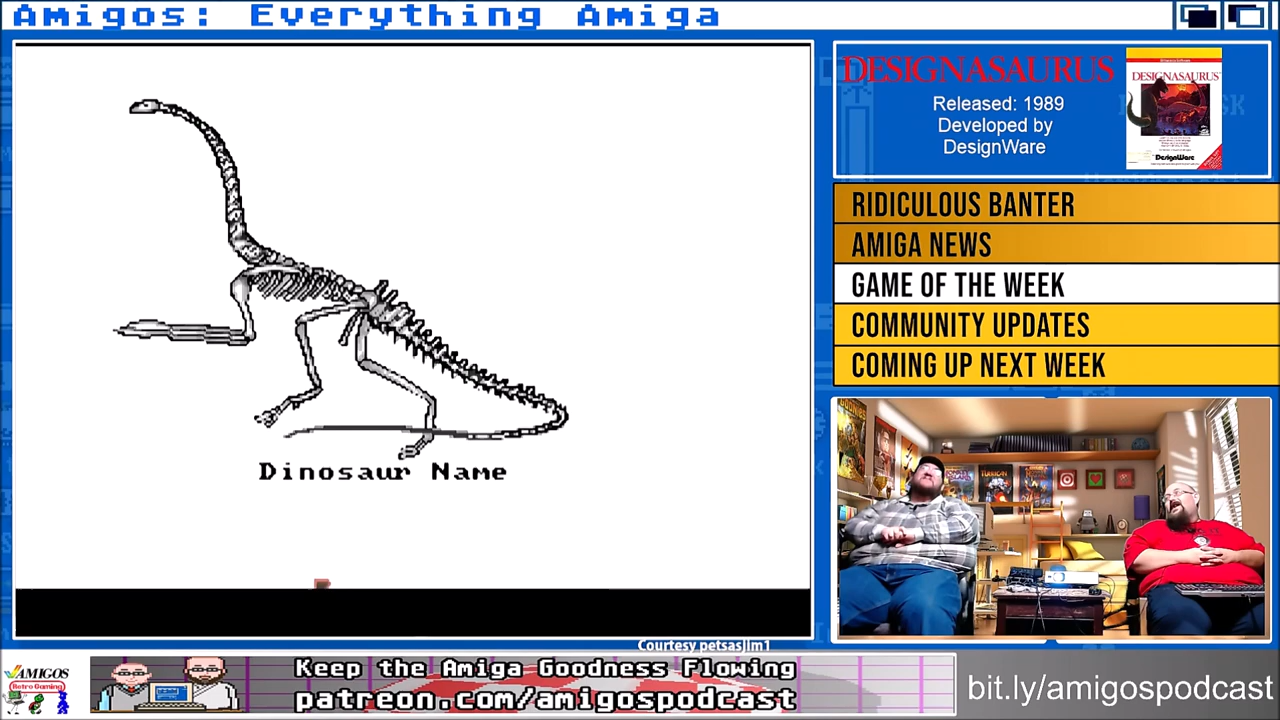 Amigos: Everything Amiga
DESIGNASAURUS
Released: 1989
Developed by
DesignWare
DESIGNASAURUS
DesignWare
RIDICULOUS BANTER
AMIGA NEWS
GAME OF THE WEEK
COMMUNITY UPDATES
COMING UP NEXT WEEK
Dinosaur Name
Courtesy petsasjim1
AMIGOS
Retro Gaming
Keep the Amiga Goodness Flowing
patreon.com/amigospodcast
bit.ly/amigospodcast